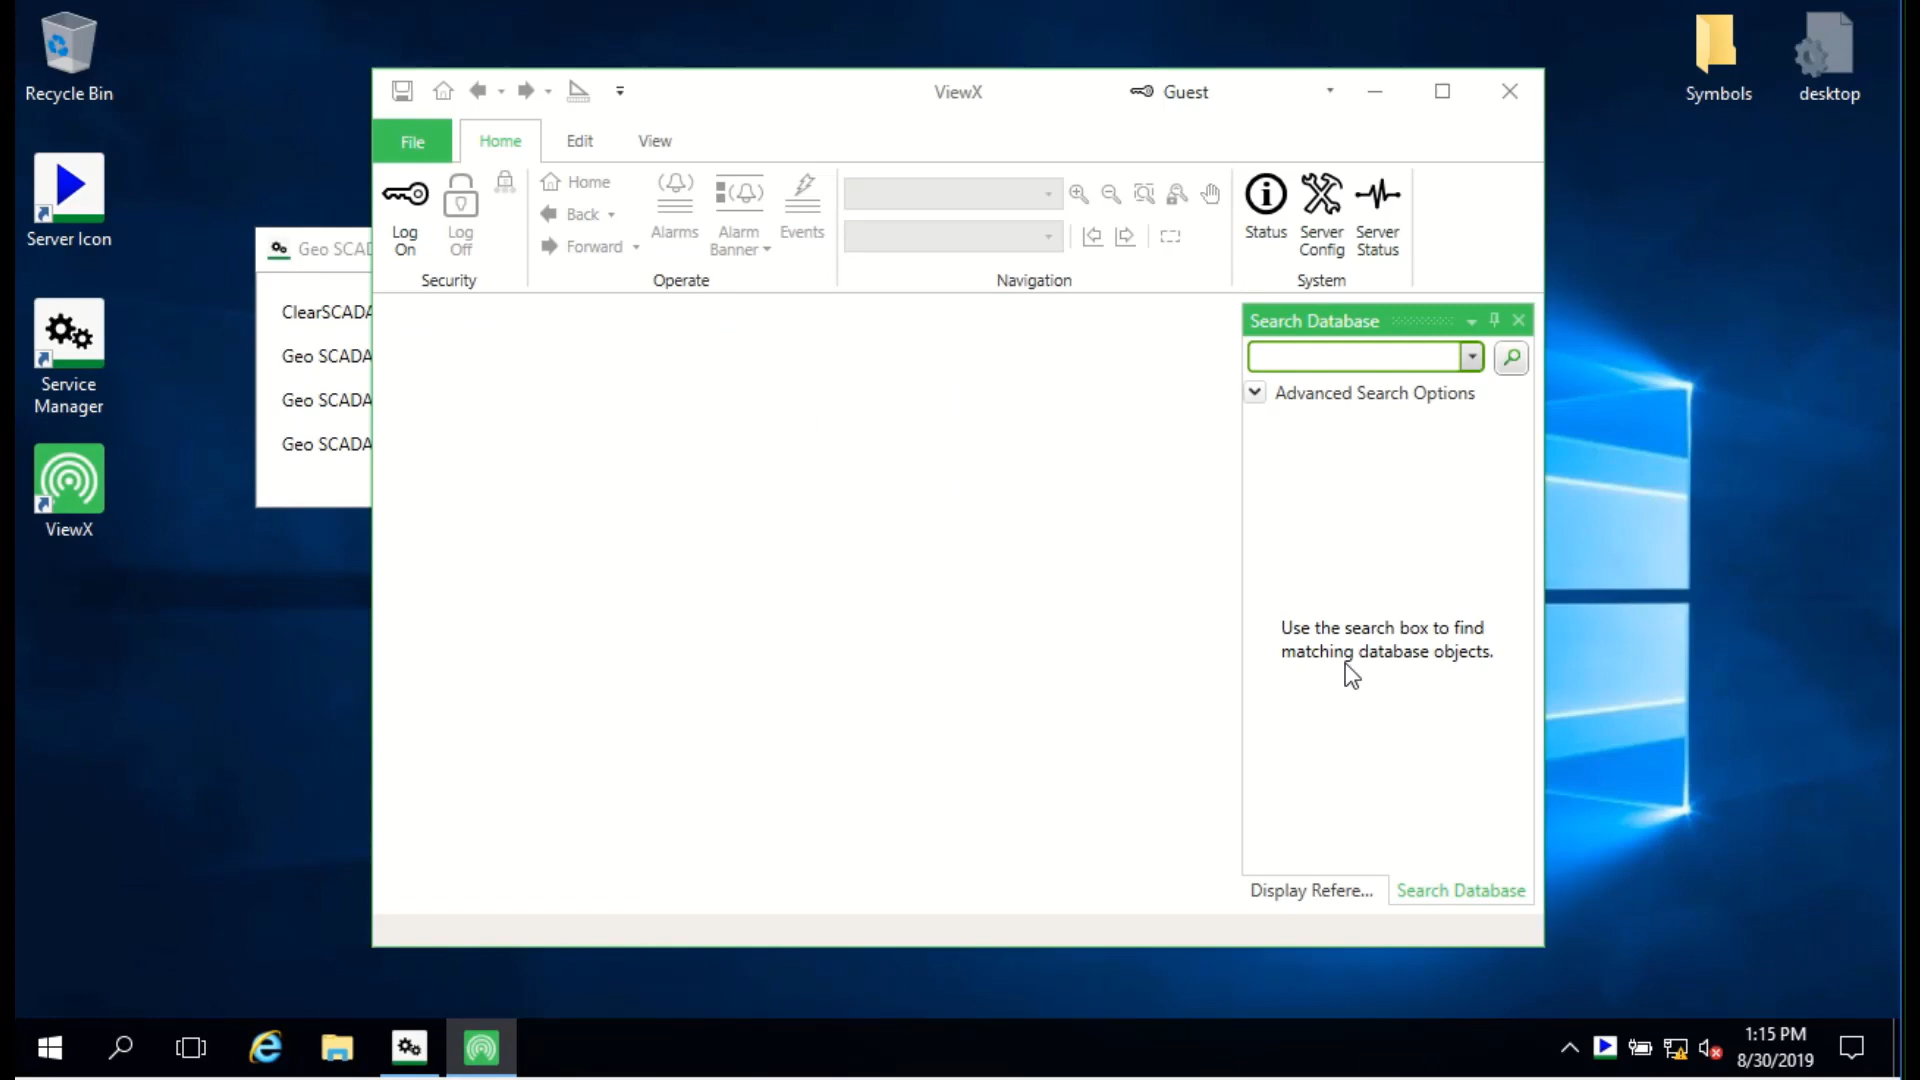 Recycle Bin
Server Icon
Service
Manager
ViewX
Symbols
desktop
Geo SCAD
ClearSCADA
Geo SCADA
Geo SCADA
Geo SCADA
ViewX
Guest
File
Home
Edit
View
Log
On
Log
Off
Security
Home
Back
Forward
Alarms
Alarm
Banner
Events
Operate
Navigation
Status
Server
Config
Server
Status
System
Search Database
Advanced Search Options
Use the search box to find
matching database objects.
Display Refere...
Search Database
1:15 PM
8/30/2019